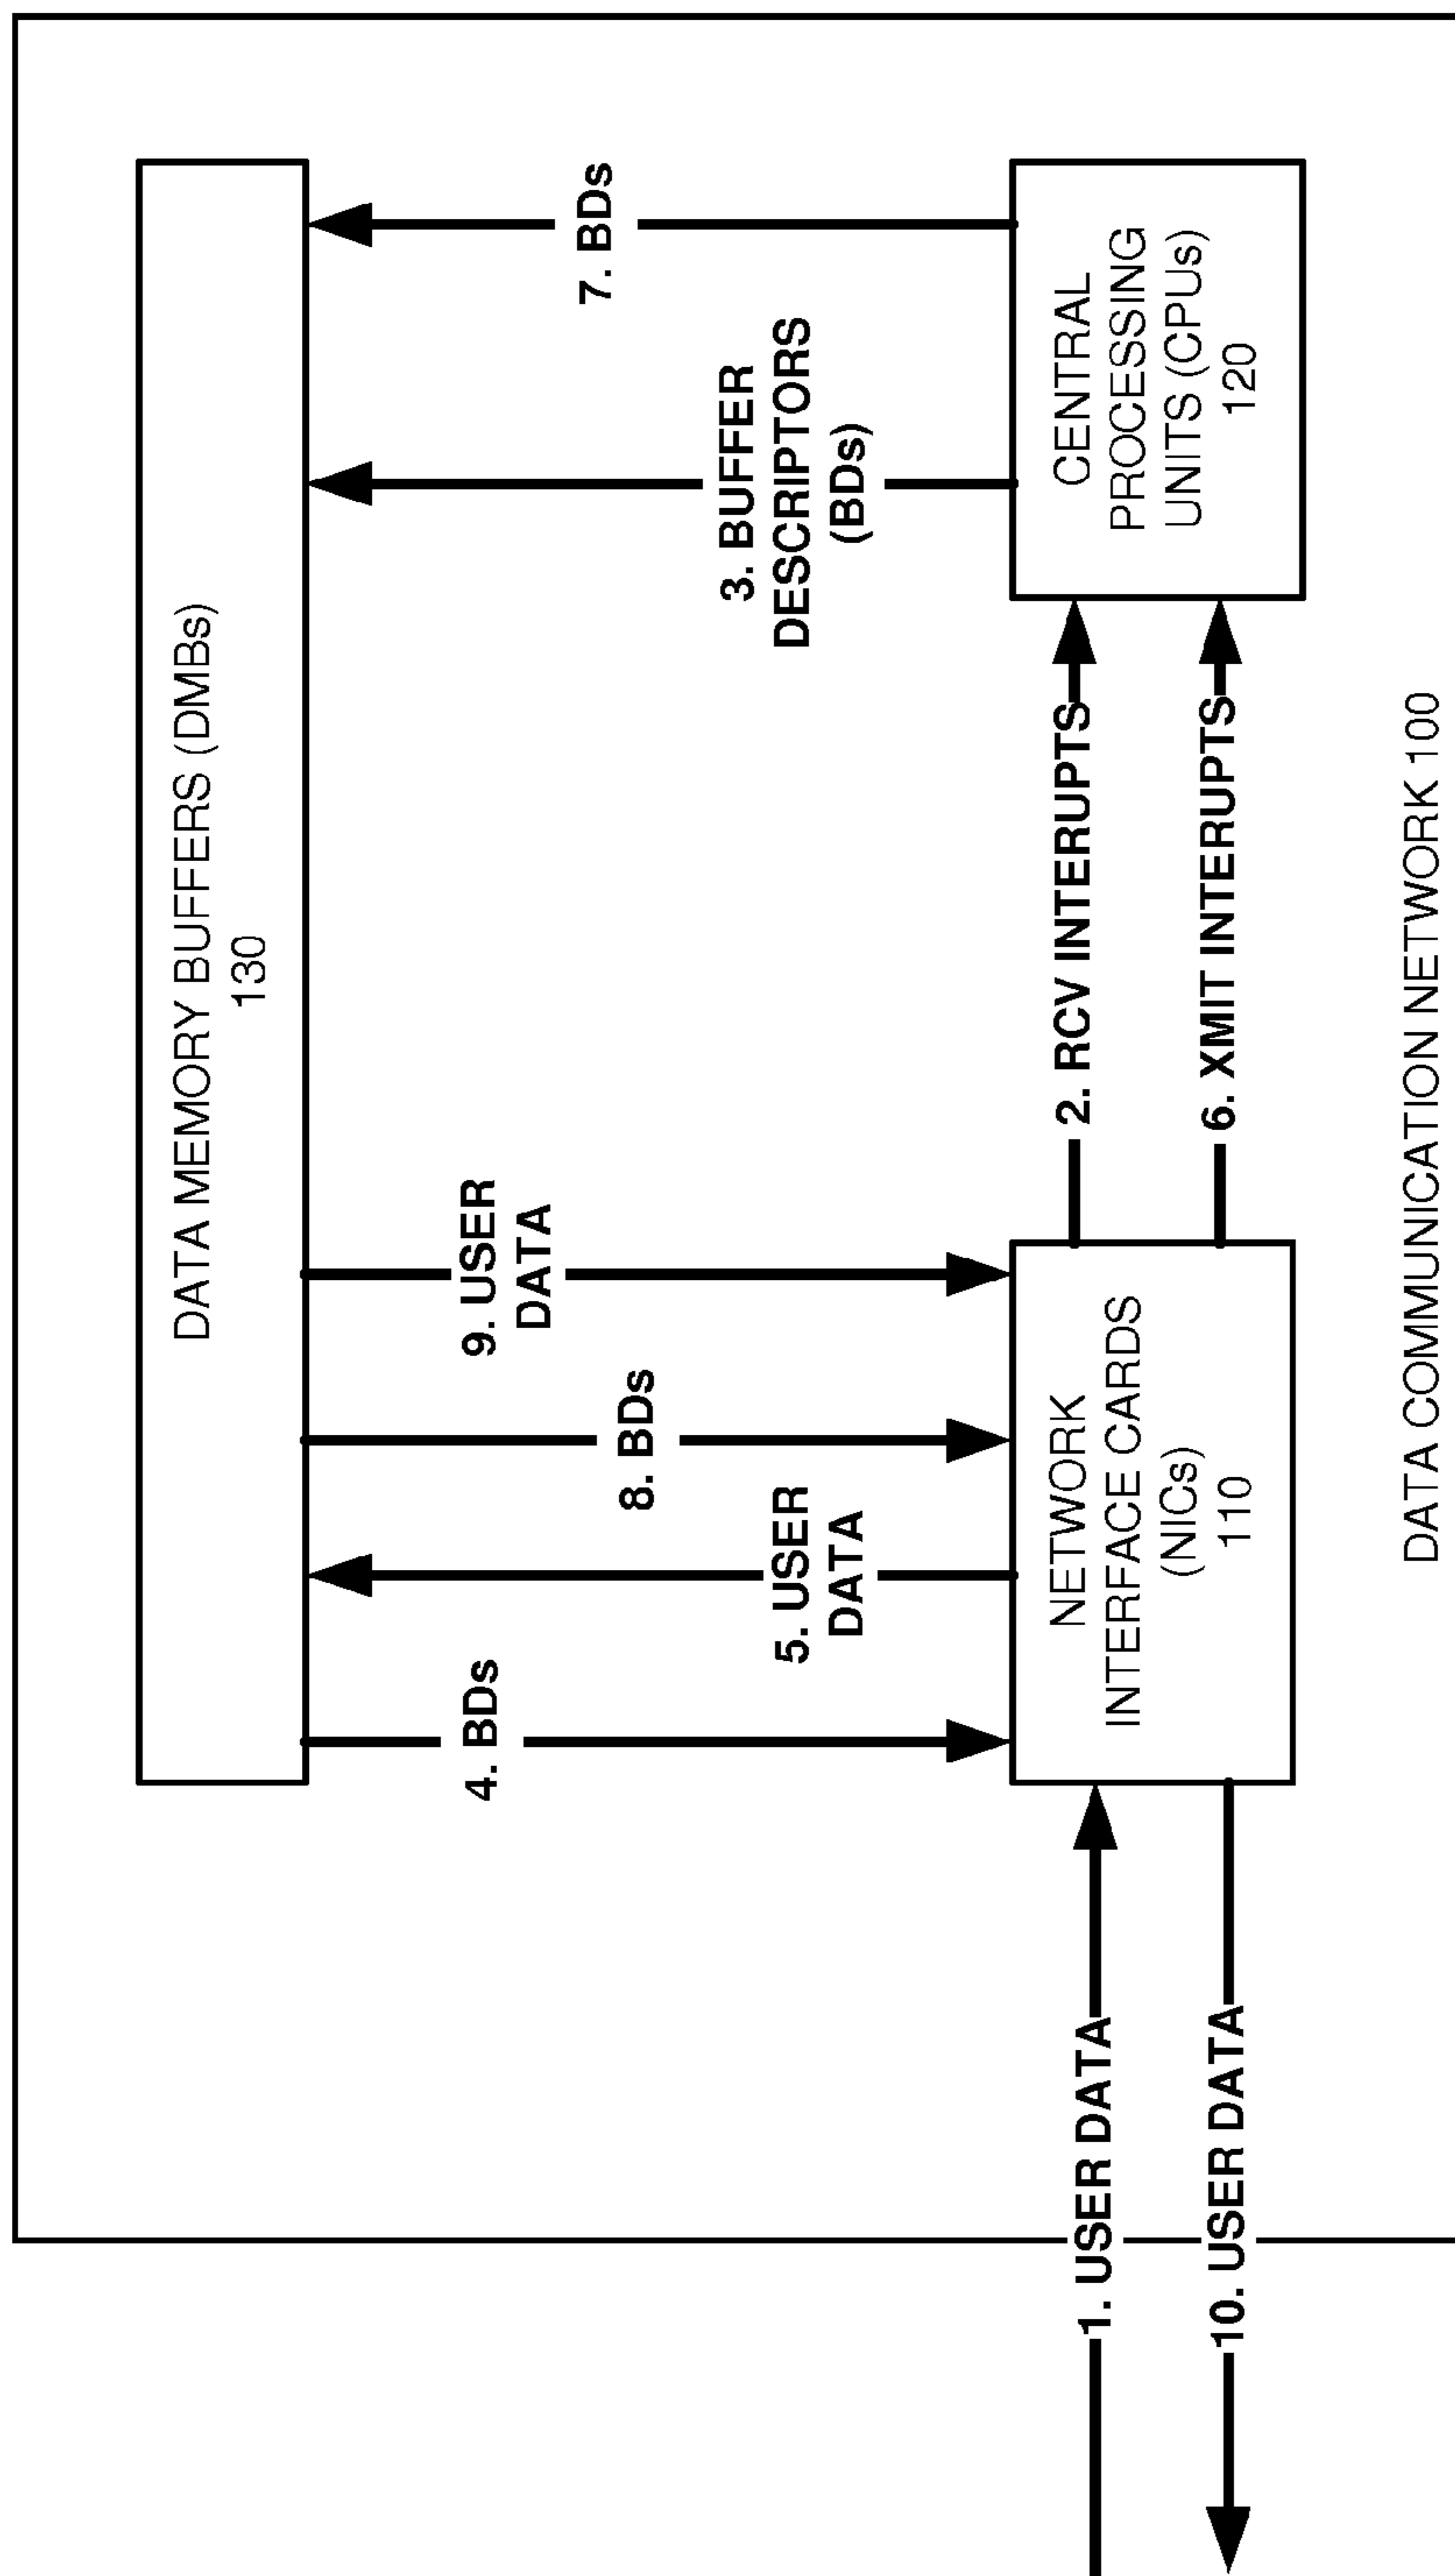 DATA MEMORY BUFFERS (DMBs)
130
4. BDs
5. USER
DATA
8. BDs
9. USER
DATA
3. BUFFER
DESCRIPTORS
(BDs)
7. BDs
1. USER DATA
10. USER DATA
NETWORK
INTERFACE CARDS
(NICs)
110
2. RCV INTERUPTS
6. XMIT INTERUPTS
CENTRAL
PROCESSING
UNITS (CPUs)
120
DATA COMMUNICATION NETWORK 100